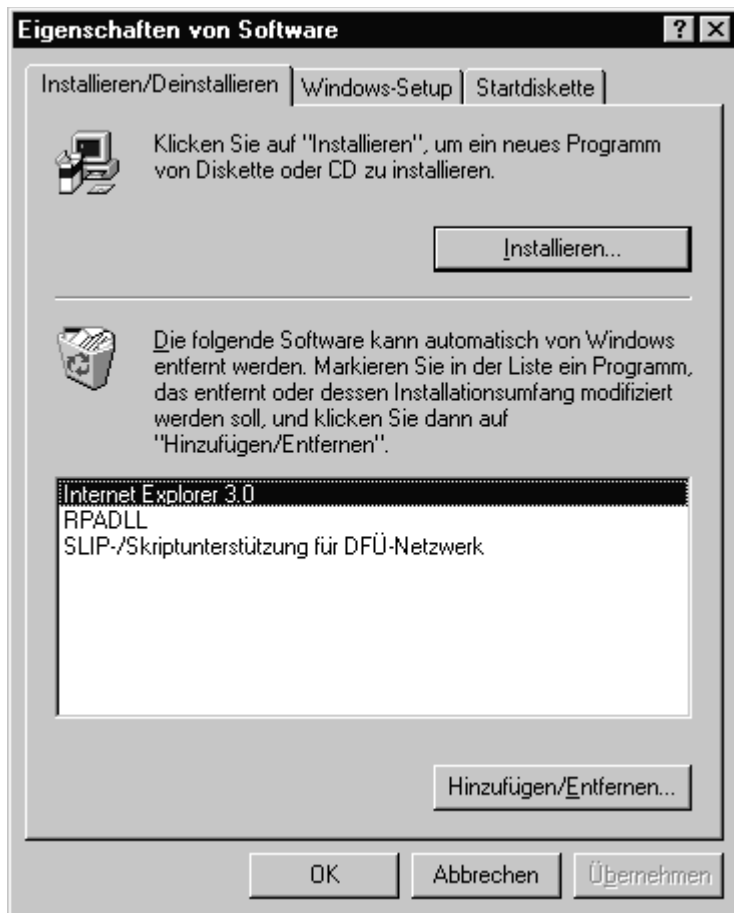 Eigenschaften von Software
Installieren/Deinstallieren Windows-Setup Startdiskette
Klicken Sie auf "Installieren", um ein neues Programm
von Diskette oder CD zu installieren.
Installieren...
Die folgende Software kann automatisch von Windows
entfernt werden. Markieren Sie in der Liste ein Programm,
das entfernt oder dessen Installationsumfang modifiziert
werden soll, und klicken Sie dann auf
"Hinzufügen/Entfernen".
Internet Explorer 3.0
RPADLL
SLIP-/Skriptunterstützung für DFÜ-Netzwerk
Hinzufügen/Entfernen...
OK Abbrechen Übernehmen